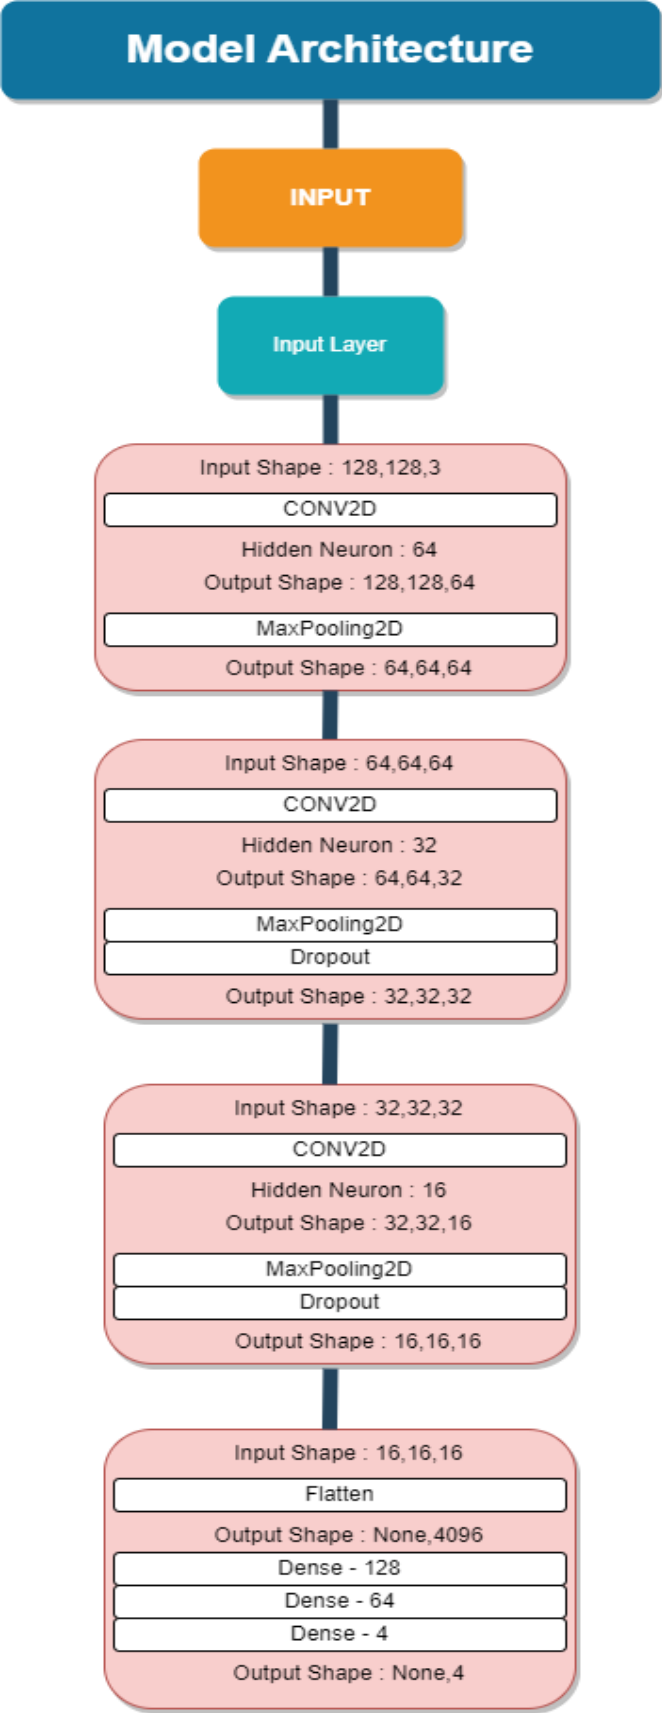 Model Architecture
INPUT
Input Layer
Input Shape : 128,128,3
CONV2D
Hidden Neuron : 64
Output Shape : 128,128,64
MaxPooling2D
Output Shape : 64,64,64
Input Shape : 64,64,64
CONV2D
Hidden Neuron : 32
Output Shape : 64,64,32
MaxPooling2D
Dropout
Output Shape : 32,32,32
Input Shape : 32,32,32
CONV2D
Hidden Neuron : 16
Output Shape : 32,32,16
MaxPooling2D
Dropout
Output Shape : 16,16,16
Input Shape : 16,16,16
Flatten
Output Shape : None,4096
Dense - 128
Dense - 64
Dense - 4
Output Shape : None,4